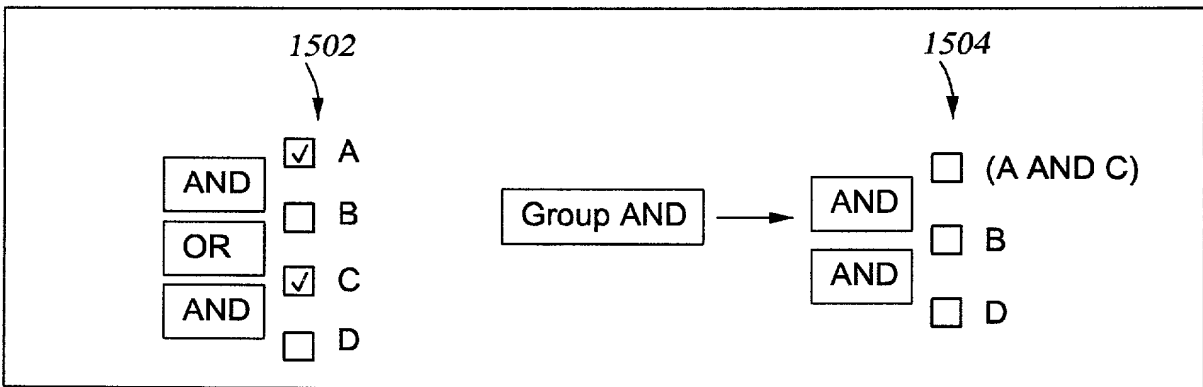 1502
AND
OR
AND
A
B
C
D
Group AND
1504
AND
AND
(A AND C)
B
D